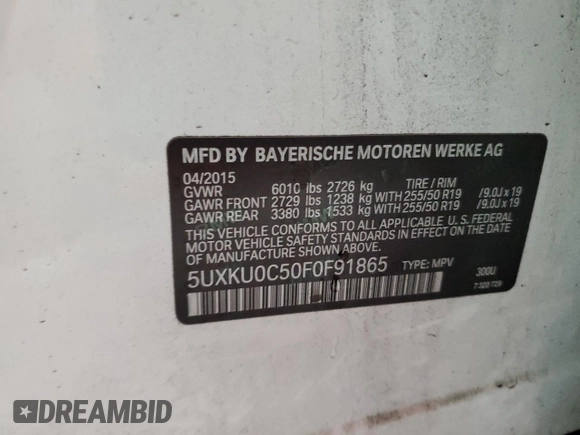 MFD BY BAYERISCHE MOTOREN WERKE AG
04/2015 TIRE / RIM
GVWR 6010 lbs 2726 kg
GAWR FRONT 2729 lbs 1238 kg WITH 255/50 R19 /9.0J x 19
GAWR REAR 3380 lbs 1533 kg WITH 255/50 R19 /9.0J x 19
THIS VEHICLE CONFORMS TO ALL APPLICABLE U. S. FEDERAL
MOTOR VEHICLE SAFETY STANDARDS IN EFFECT ON THE DATE
OF MANUFACTURE SHOWN ABOVE.
5UXKU0C50F0F91865 TYPE: MPV 300U
DREAMBID